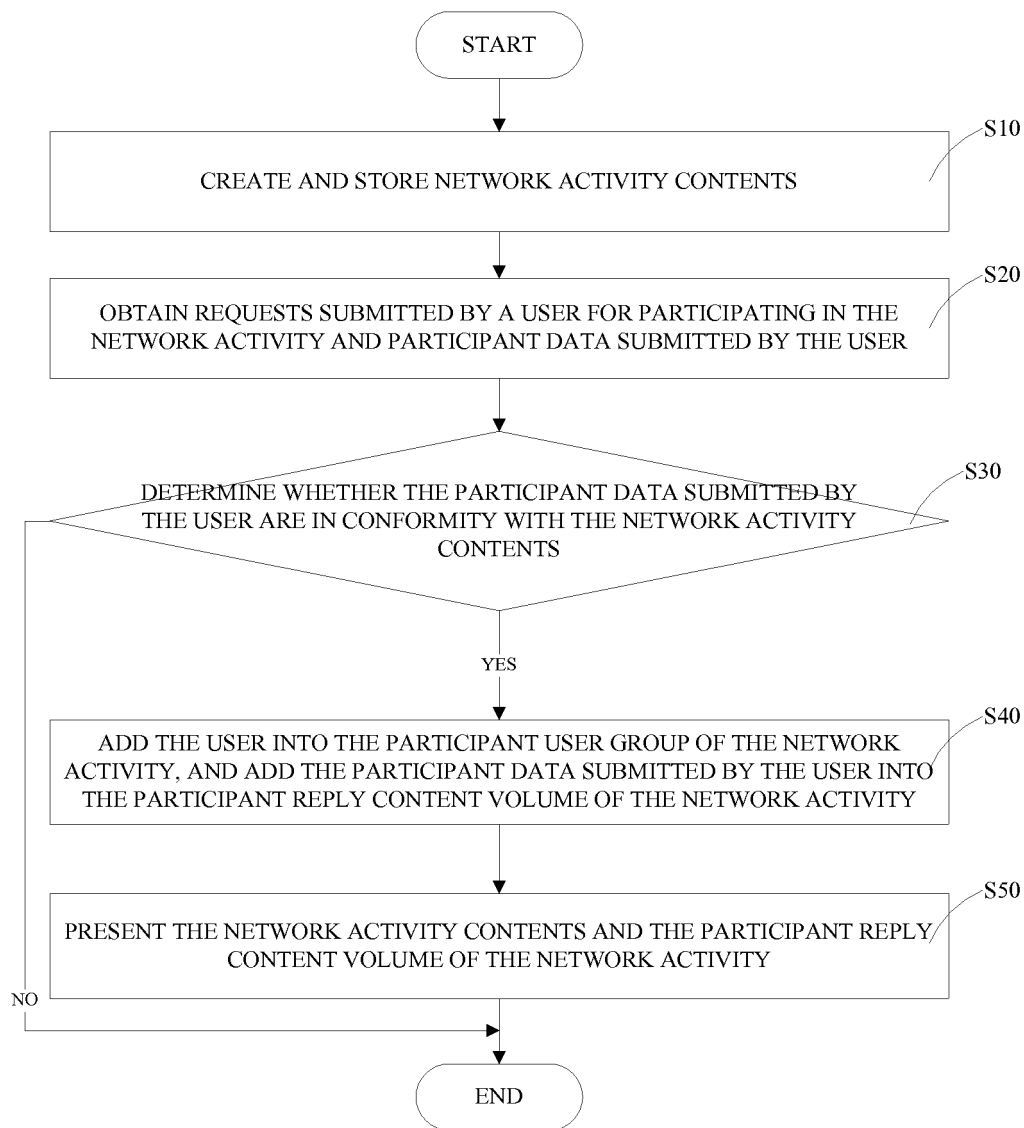 START
S10
CREATE AND STORE NETWORK ACTIVITY CONTENTS
S20
OBTAIN REQUESTS SUBMITTED BY A USER FOR PARTICIPATING IN THE
NETWORK ACTIVITY AND PARTICIPANT DATA SUBMITTED BY THE USER
S30
DETERMINE WHETHER THE PARTICIPANT DATA SUBMITTED BY
THE USER ARE IN CONFORMITY WITH THE NETWORK ACTIVITY
CONTENTS
YES
S40
ADD THE USER INTO THE PARTICIPANT USER GROUP OF THE NETWORK
ACTIVITY, AND ADD THE PARTICIPANT DATA SUBMITTED BY THE USER INTO
THE PARTICIPANT REPLY CONTENT VOLUME OF THE NETWORK ACTIVITY
S50
PRESENT THE NETWORK ACTIVITY CONTENTS AND THE PARTICIPANT REPLY
CONTENT VOLUME OF THE NETWORK ACTIVITY
NO
END